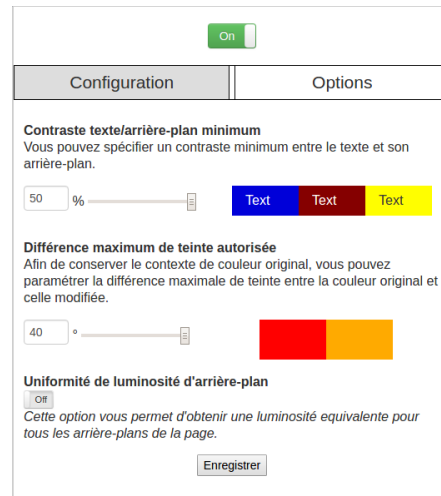 On
Configuration Options
Contraste texte/arrière-plan minimum
Vous pouvez spécifier un contraste minimum entre le texte et son
arrière-plan.
50 % Text Text Text
Différence maximum de teinte autorisée
Afin de conserver le contexte de couleur original, vous pouvez
paramétrer la différence maximale de teinte entre la couleur original et
celle modifiée.
40 °
Uniformité de luminosité d'arrière-plan
Off
Cette option vous permet d'obtenir une luminosité equivalente pour
tous les arrière-plans de la page.
Enregistrer